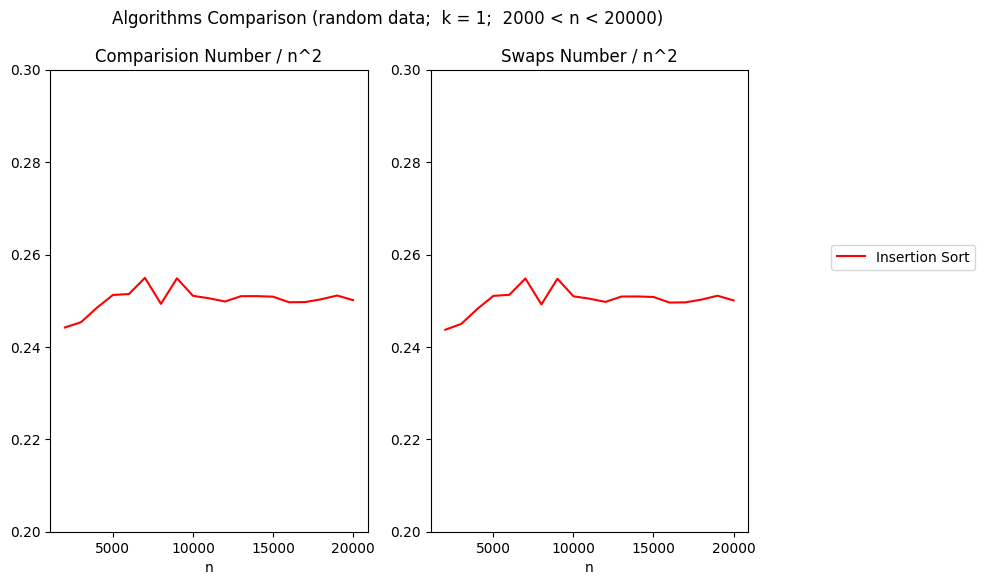 Algorithms Comparison (random data;  k = 1;  2000 < n < 20000)
Comparision Number / n^2
0.30
0.28
0.26
0.24
0.22
0.20
5000 10000 15000 20000
n
Swaps Number / n^2
0.30
0.28
0.26
0.24
0.22
0.20
5000 10000 15000 20000
n
Insertion Sort